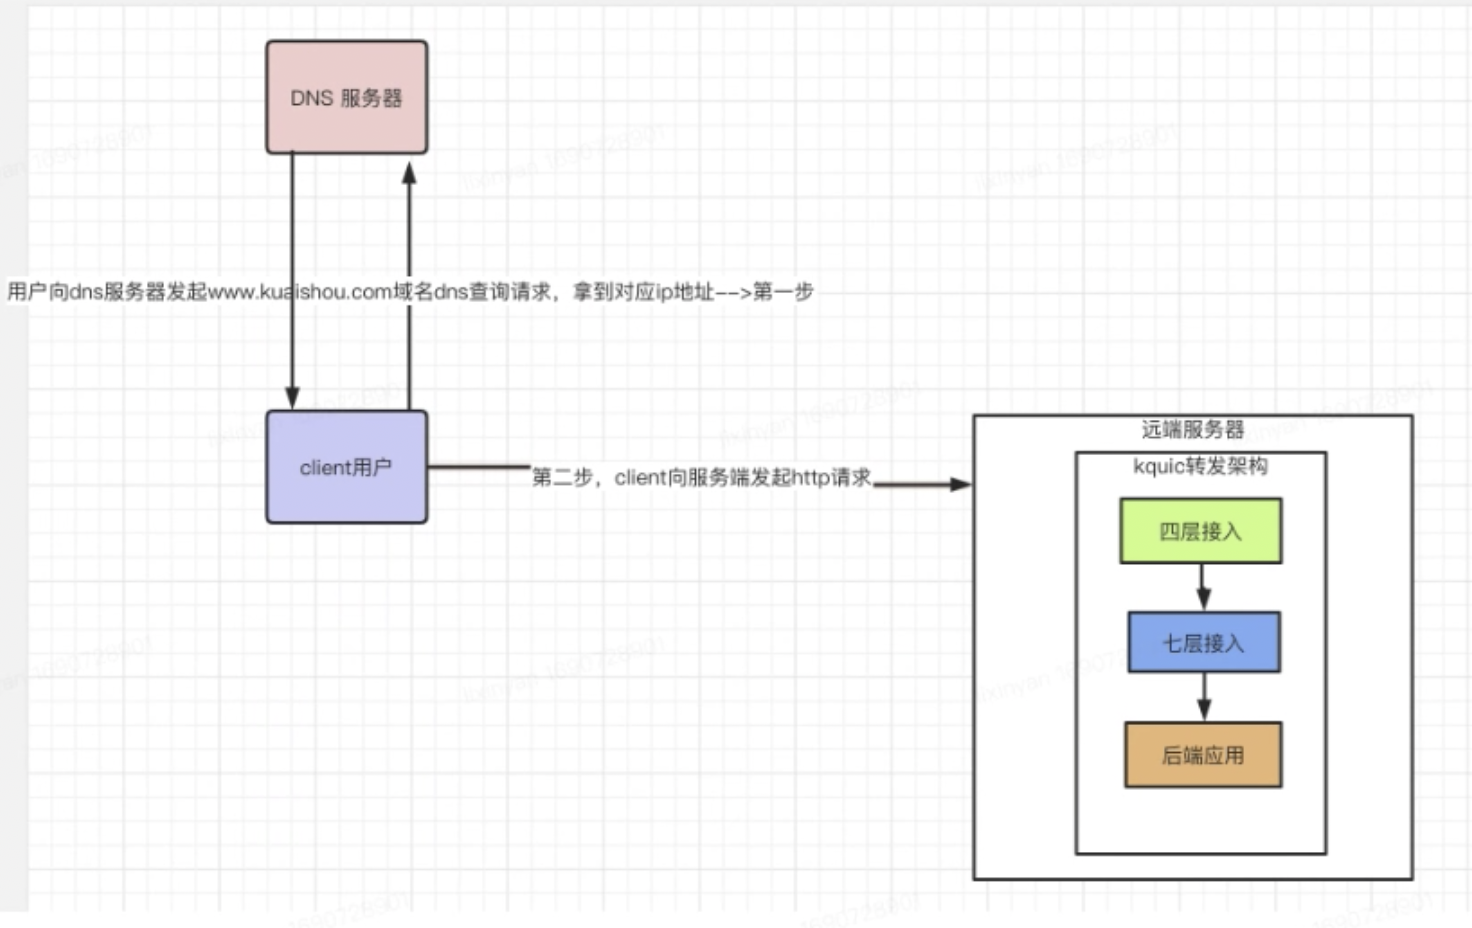 DNS 服务器
用户向dns服务器发起www.kuaishou.com域名dns查询请求，拿到对应ip地址-->第一步
client用户
第二步，client向服务端发起http请求
远端服务器
kquic转发架构
四层接入
七层接入
后端应用
lixinyan 1690728901